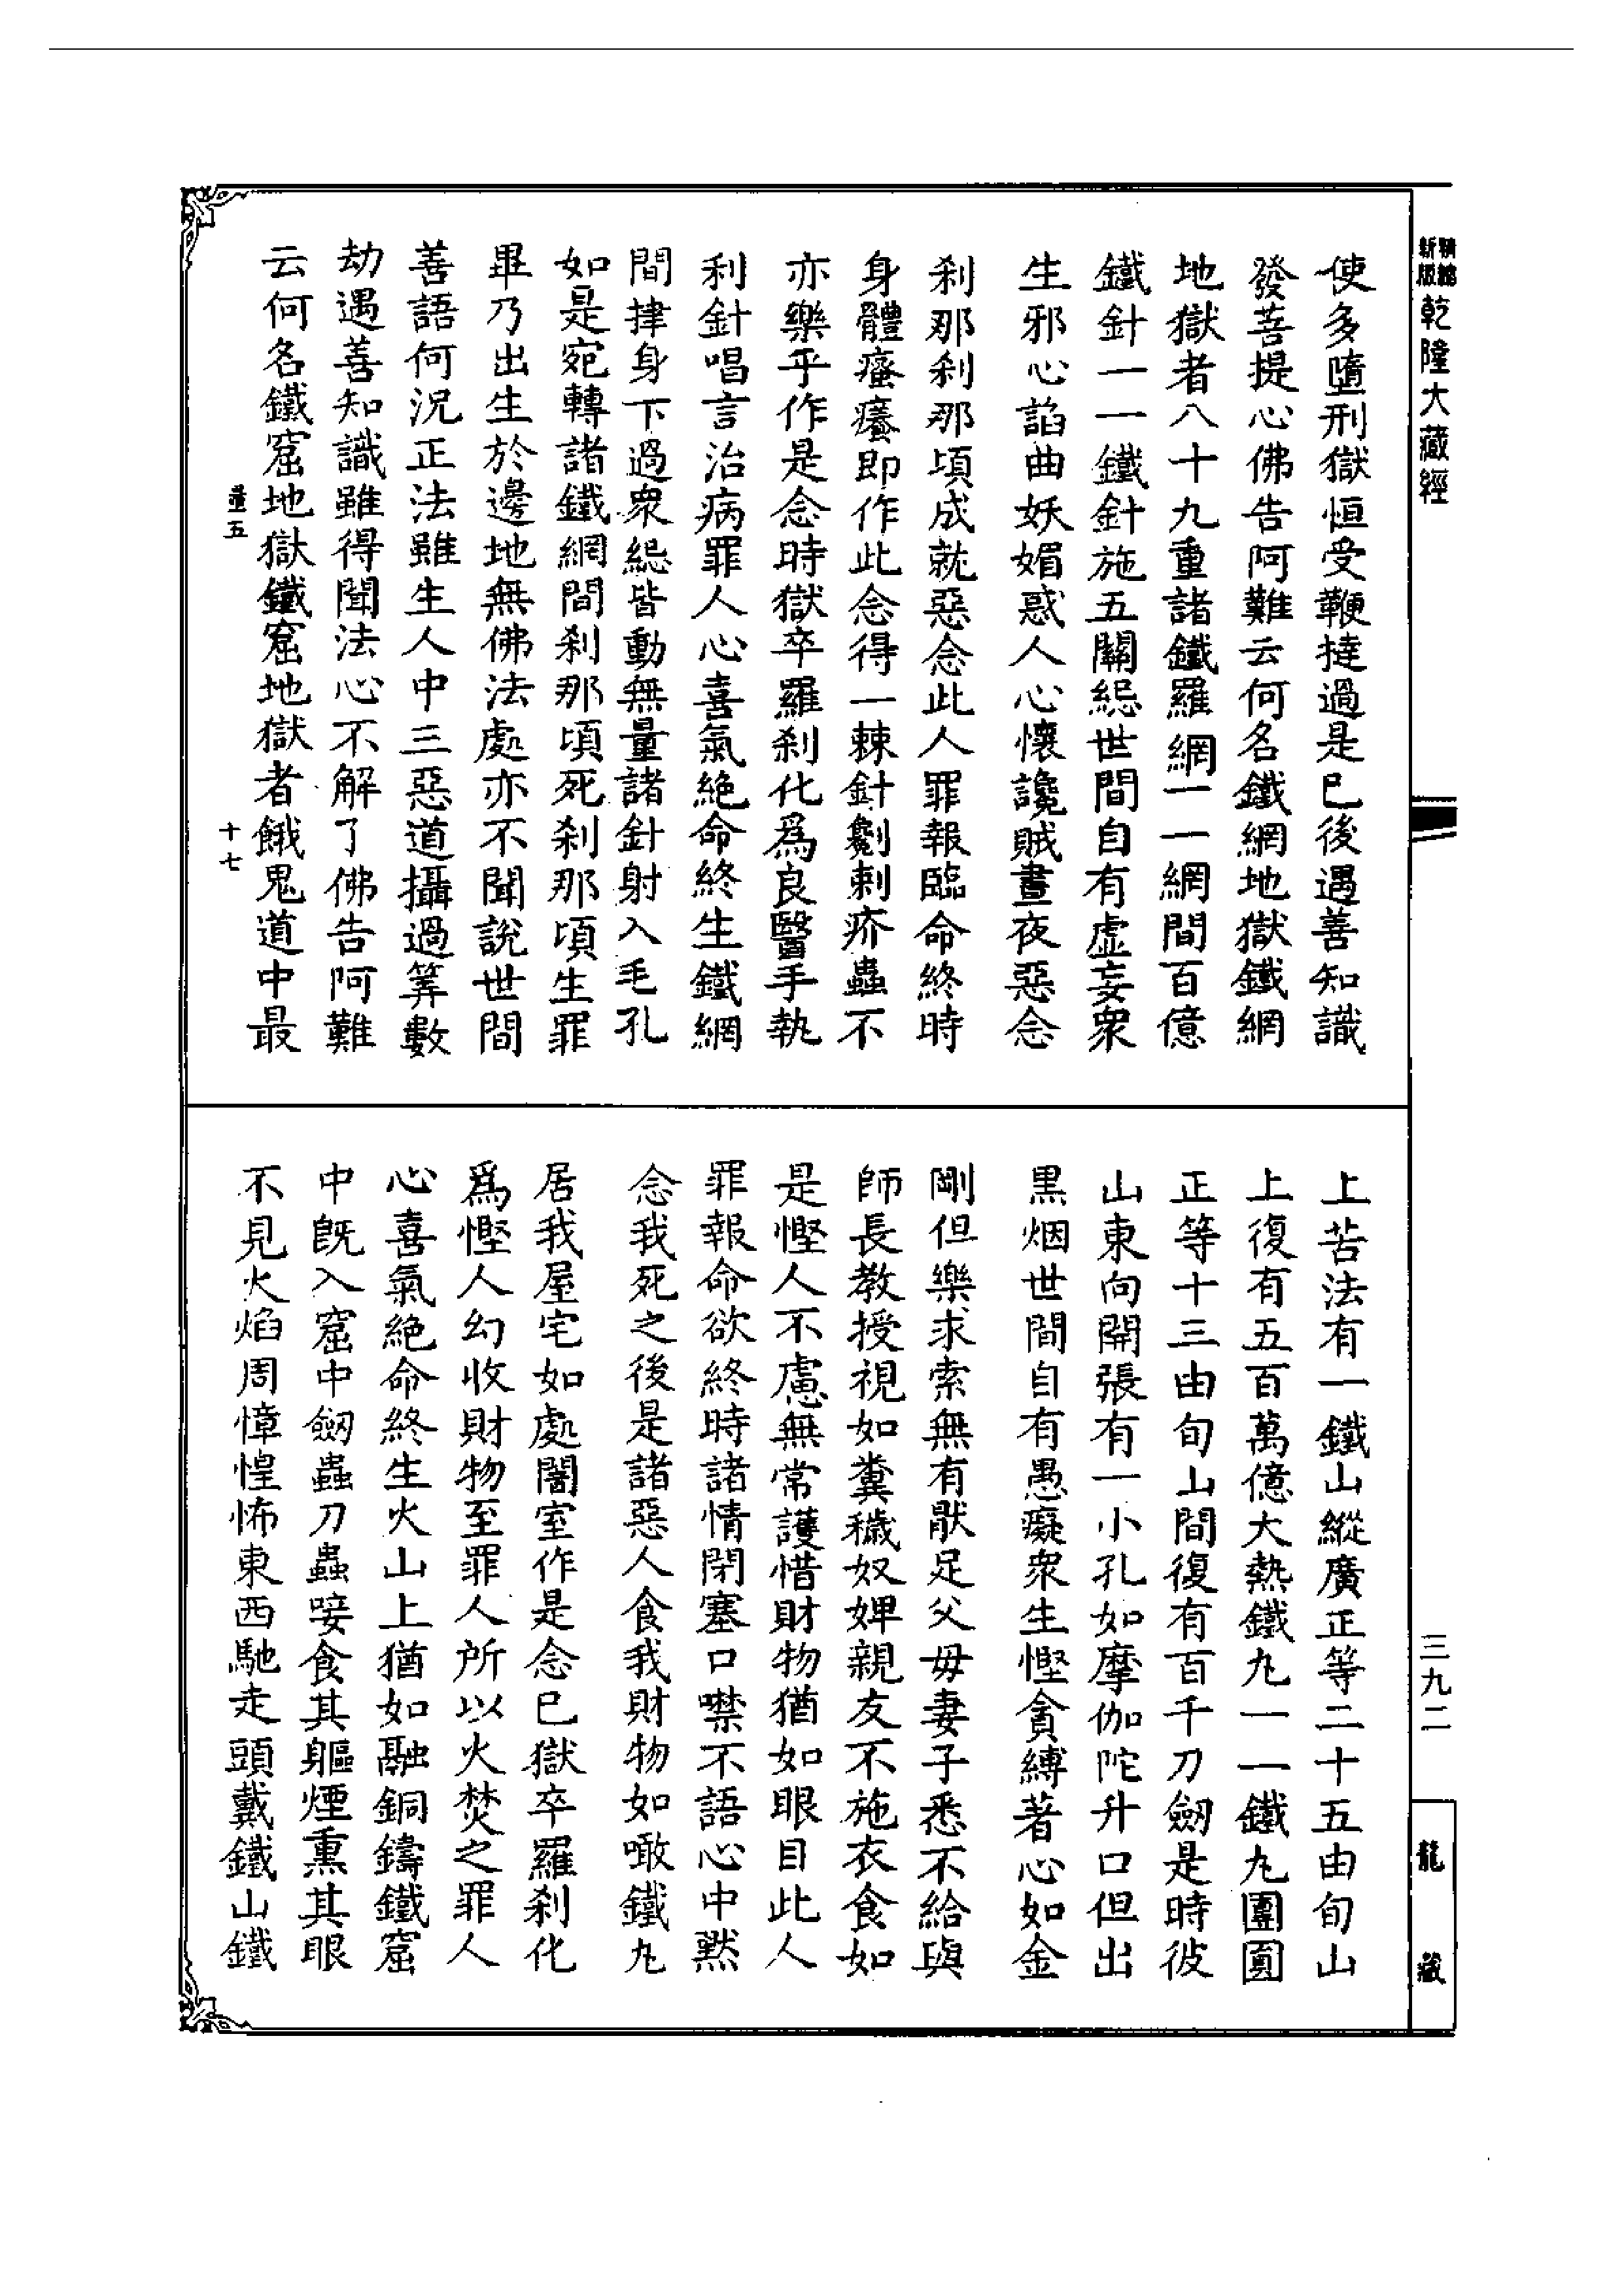 新編
新版
乾隆大藏經
使多墮刑獄恒受鞭撻過是已後遇善知識
發菩提心佛告阿難云何名鐵網地獄鐵網
地獄者八十九重諸鐵羅網一一網間百億
鐵針一一鐵針施五關縂世間自有虛妄衆
生邪心諂曲妖媚惑人心懷讒賊晝夜惡念
刹那刹那頃成就惡念此人罪報臨命終時
身體瘙癢即作此念得一棘針劖刺疥蟲不
亦樂乎作是念時獄卒羅刹化爲良醫手執
利針唱言治病罪人心喜氣絶命終生鐵網
間挊身下過衆縂皆動無量諸針射入毛孔
如是宛轉諸鐵網間刹那頃死刹那頃生罪
畢乃出生於邊地無佛法處亦不聞說世間
善語何況正法雖生人中三惡道攝過筭數
劫遇善知識雖得聞法心不解了佛告阿難
云何名鐵窟地獄鐵窟地獄者餓鬼道中最
量五
十七
上苦法有一鐵山縱廣正等二十五由旬山
上復有五百萬億大熱鐵丸一一鐵丸團圓
正等十三由旬山間復有百千刀劒是時彼
山東向開張有一小孔如摩伽陀升口但出
黒烟世間自有愚癡衆生慳貪縛著心如金
剛但樂求索無有猒足父母妻子悉不給與
師長教授視如糞穢奴婢親友不施衣食如
是慳人不慮無常護惜財物猶如眼目此人
罪報命欲終時諸情閉塞口噤不語心中默
念我死之後是諸惡人食我財物如噉鐵丸
居我屋宅如處闇室作是念已獄卒羅刹化
爲慳人幻收財物至罪人所以火焚之罪人
心喜氣絶命終生火山上猶如融銅鑄鐵窟
中旣入窟中劒蟲刀蟲唼食其軀煙熏其眼
不見火焰周慞惶怖東西馳走頭戴鐵山鐵
三九二
龍藏